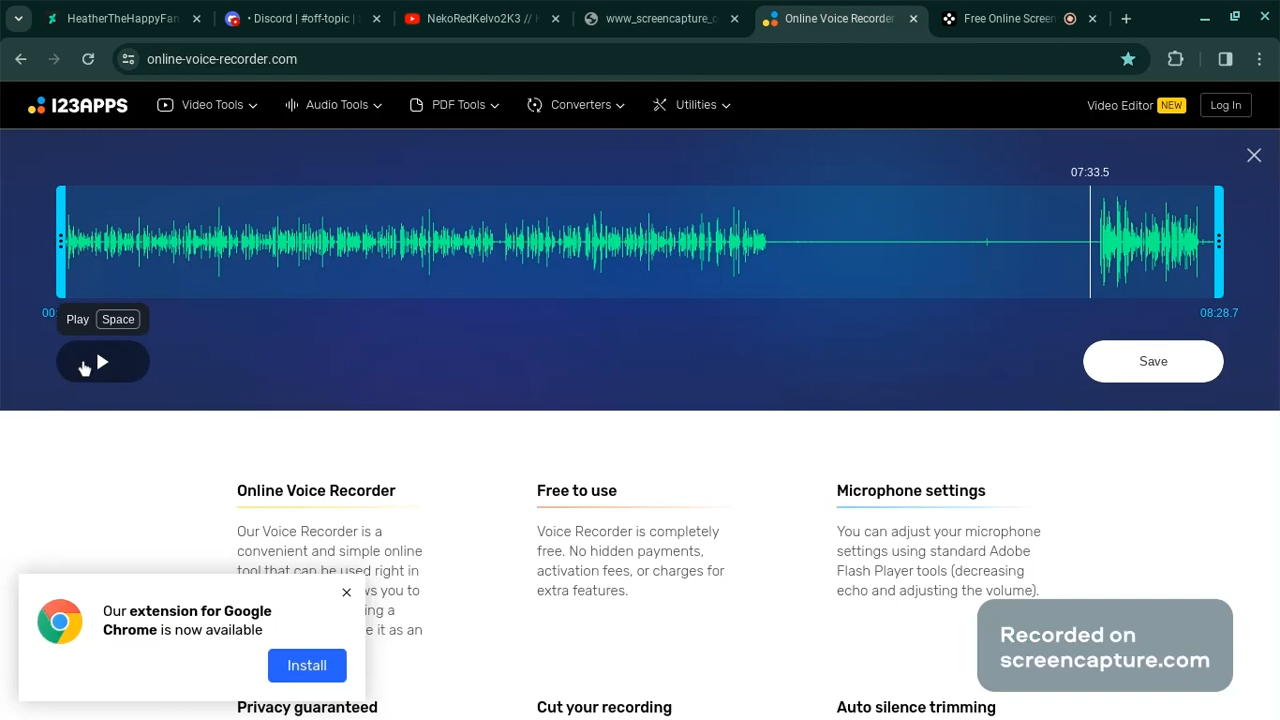 HeatherTheHappyFan
• Discord | #off-topic |
NekoRedKelvo2K3 //
www_screencapture_
Online Voice Recorder
Free Online Screen
online-voice-recorder.com
123APPS
Video Tools
Audio Tools
PDF Tools
Converters
Utilities
Video Editor NEW
Log In
07:33.5
00:
08:28.7
Play Space
Save
Online Voice Recorder
Our Voice Recorder is a
convenient and simple online
tool that can be used right in
ws you to
ng a
e it as an
Free to use
Voice Recorder is completely
free. No hidden payments,
activation fees, or charges for
extra features.
Microphone settings
You can adjust your microphone
settings using standard Adobe
Flash Player tools (decreasing
echo and adjusting the volume).
Our extension for Google
Chrome is now available
Install
Recorded on
screencapture.com
Privacy guaranteed
Cut your recording
Auto silence trimming